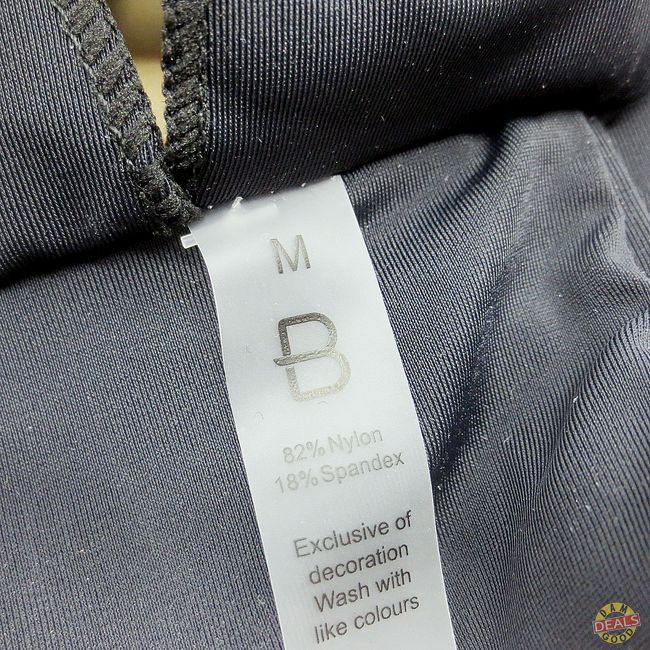 M
B
82% Nylon
18% Spandex
Exclusive of
decoration
Wash with
like colours
DAM
DEALS
GOOD